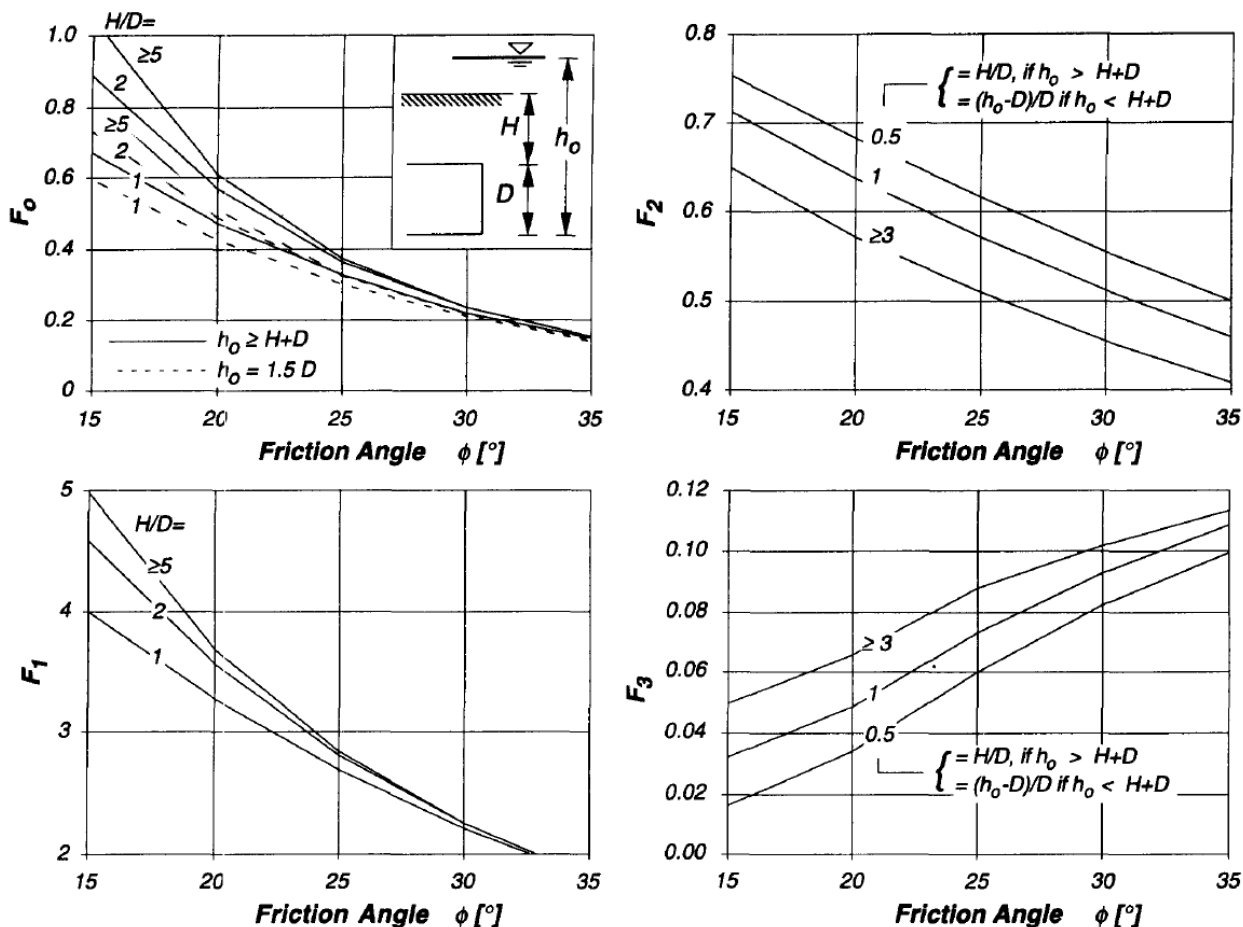 H/D=
1.0
≥5
2
0.8
≥5
2
0.6
1
1
0.4
0.2
0
F₀
H
D
h₀
h₀ ≥ H+D
h₀ = 1.5 D
15 20 25 30 35
Friction Angle φ [°]
0.8
0.7
0.6
0.5
0.4
F₂
{ = H/D, if h₀ > H+D
= (h₀-D)/D if h₀ < H+D
0.5
1
≥3
15 20 25 30 35
Friction Angle φ [°]
5
4
3
2
F₁
H/D=
≥5
2
1
15 20 25 30 35
Friction Angle φ [°]
0.12
0.10
0.08
0.06
0.04
0.02
0.00
F₃
≥ 3
1
0.5
{ = H/D, if h₀ > H+D
= (h₀-D)/D if h₀ < H+D
15 20 25 30 35
Friction Angle φ [°]